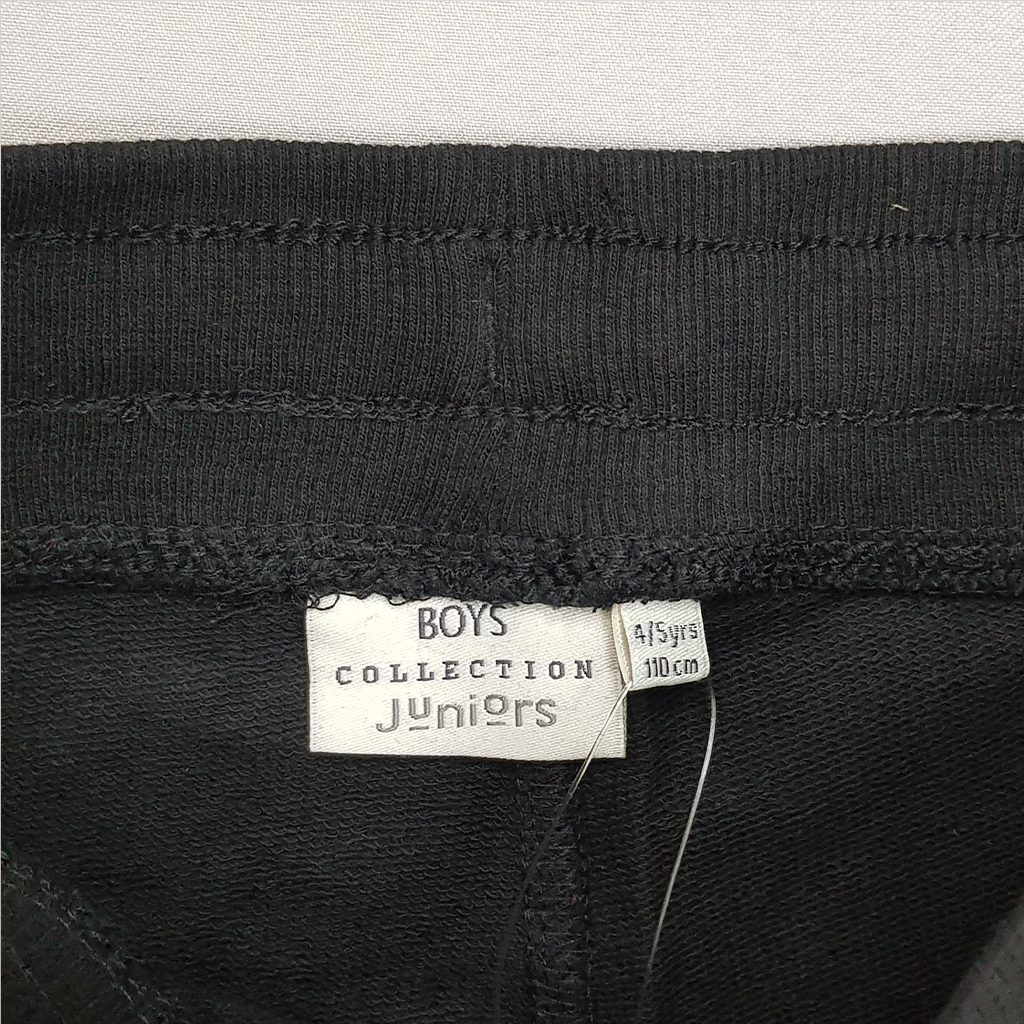 BOYS
COLLECTION
Juniors
4/5yrs
110cm